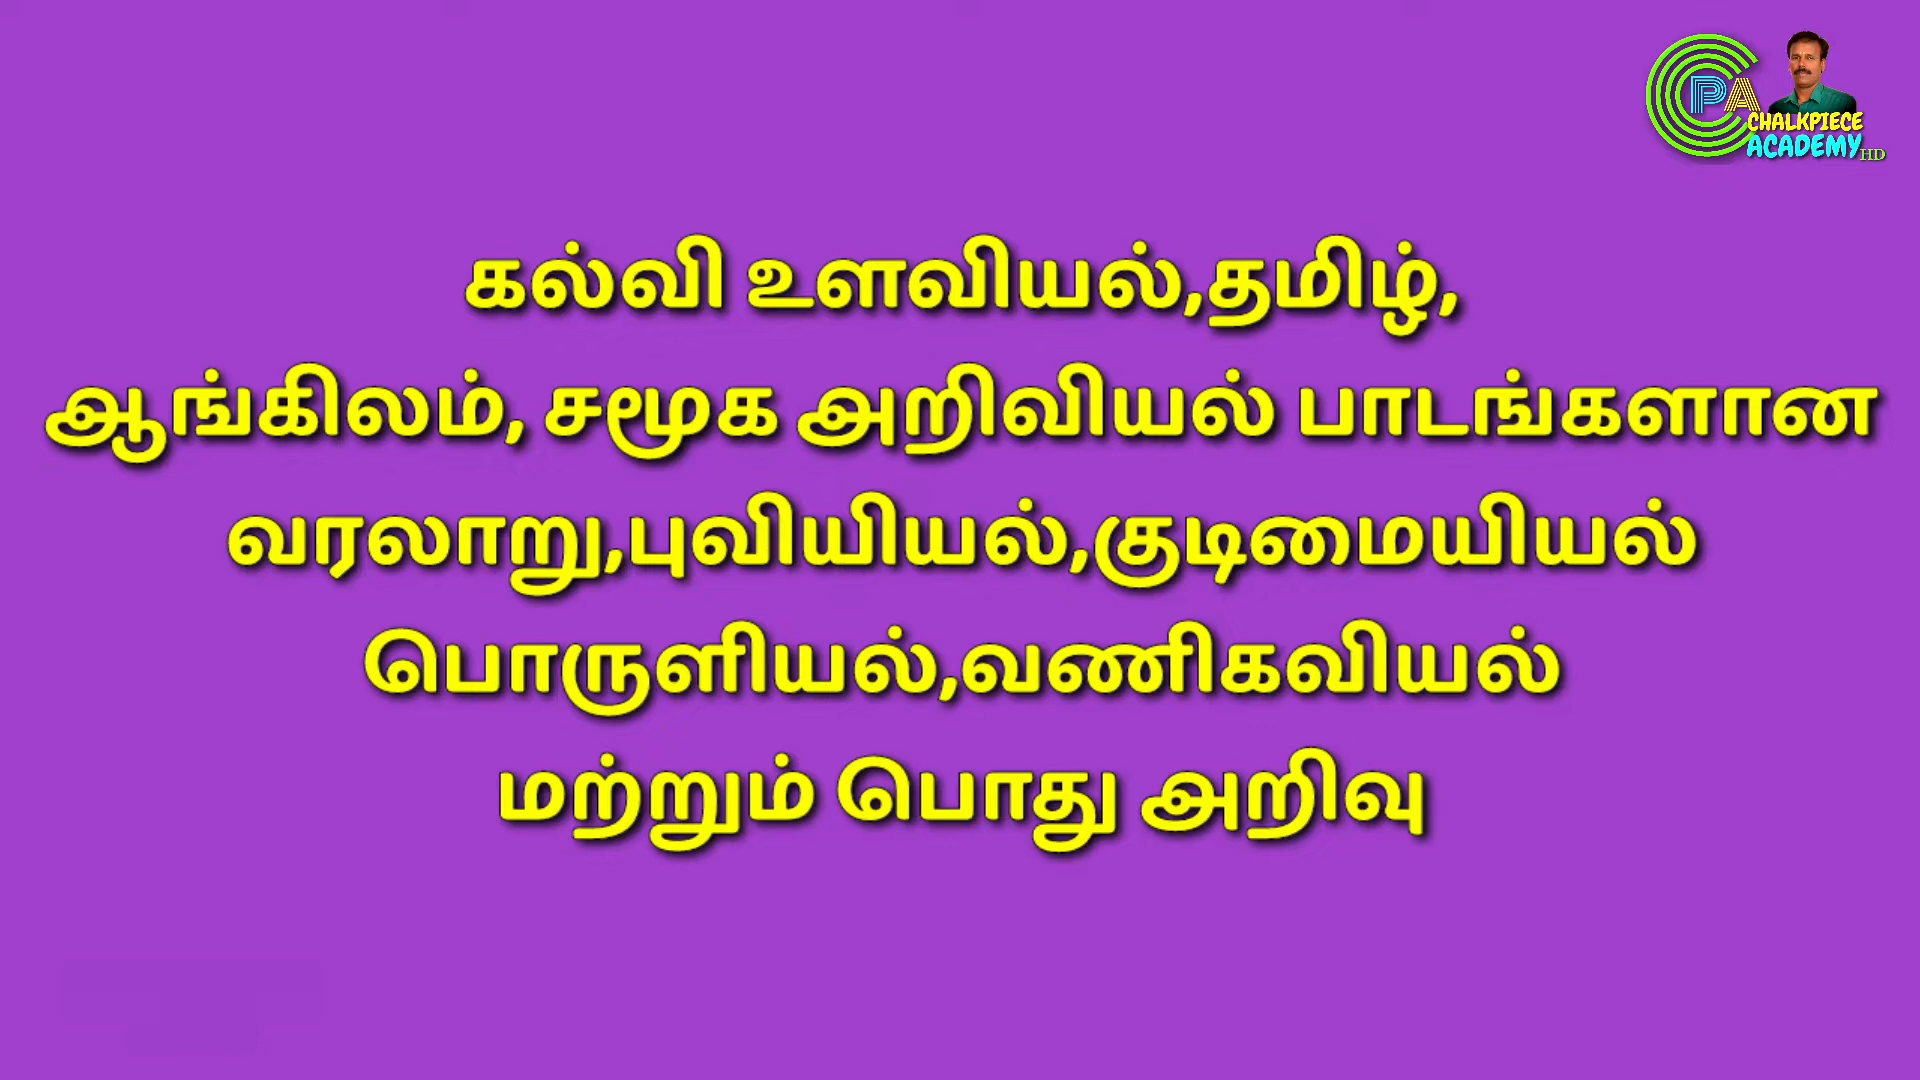 CPA
CHALKPIECE
ACADEMY HD
கல்வி உளவியல்,தமிழ்,
ஆங்கிலம், சமூக அறிவியல் பாடங்களான
வரலாறு,புவியியல்,குடிமையியல்
பொருளியல்,வணிகவியல்
மற்றும் பொது அறிவு